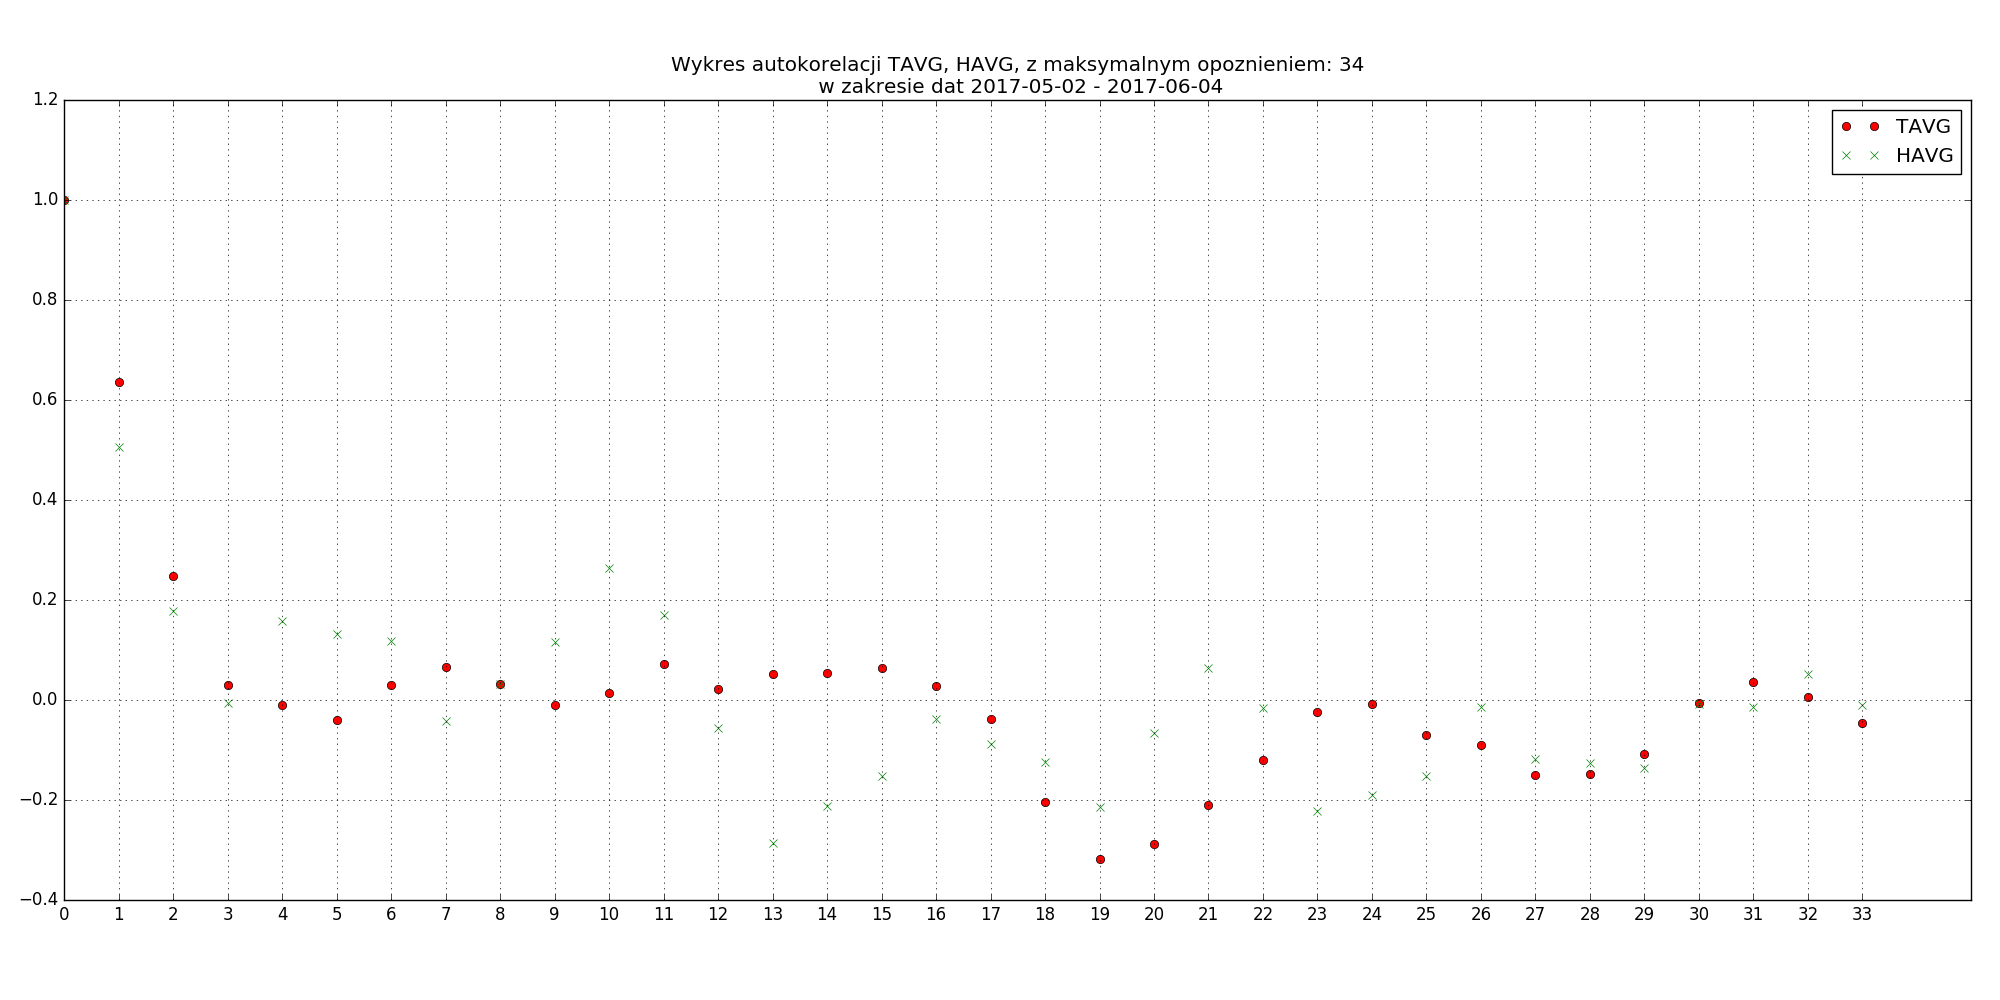 Wykres autokorelacji TAVG, HAVG, z maksymalnym opoznieniem: 34
w zakresie dat 2017-05-02 - 2017-06-04
1.2
TAVG
HAVG
1.0
0.8
0.6
0.4
0.2
0.0
−0.2
−0.4
0 1 2 3 4 5 6 7 8 9 10 11 12 13 14 15 16 17 18 19 20 21 22 23 24 25 26 27 28 29 30 31 32 33